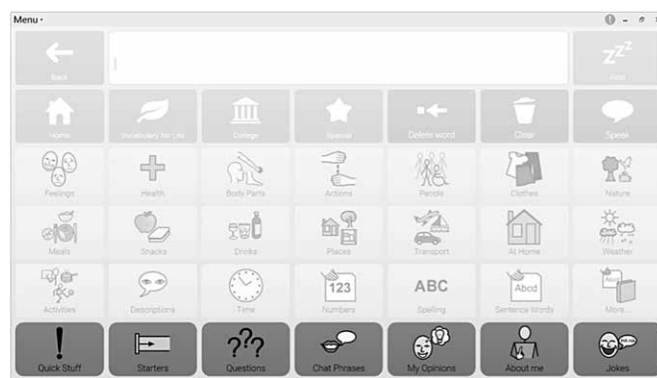 Menu
Back
ZZZ
Rest
Home
Vocabulary for Life
College
Special
Delete word
Clear
Speak
Feelings
Health
Body Parts
Actions
People
Clothes
Nature
Meals
Snacks
Drinks
Places
Transport
At Home
Weather
Activities
Descriptions
Time
123
Numbers
ABC
Spelling
Abcd
Sentence Words
More...
!
Quick Stuff
Starters
???
Questions
Chat Phrases
My Opinions
About me
Jokes